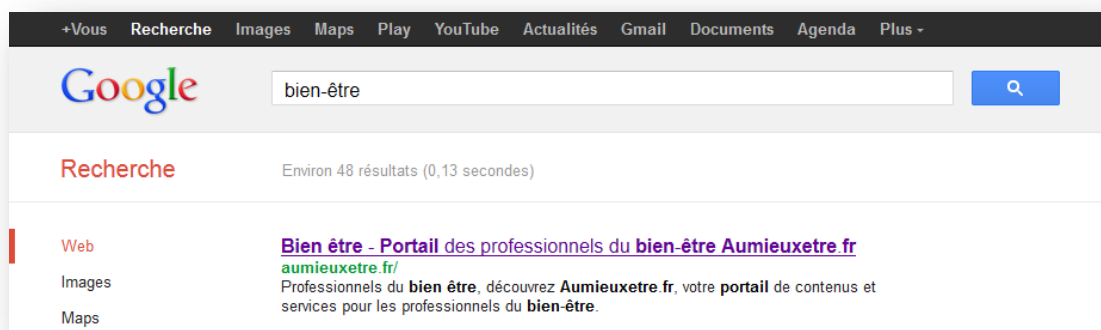 +Vous Recherche Images Maps Play YouTube Actualités Gmail Documents Agenda Plus
Google bien-être
Recherche Environ 48 résultats (0,13 secondes)
Web
Images
Maps
Bien être - Portail des professionnels du bien-être Aumieuxetre.fr
aumieuxetre.fr/
Professionnels du bien être, découvrez Aumieuxetre.fr, votre portail de contenus et
services pour les professionnels du bien-être.